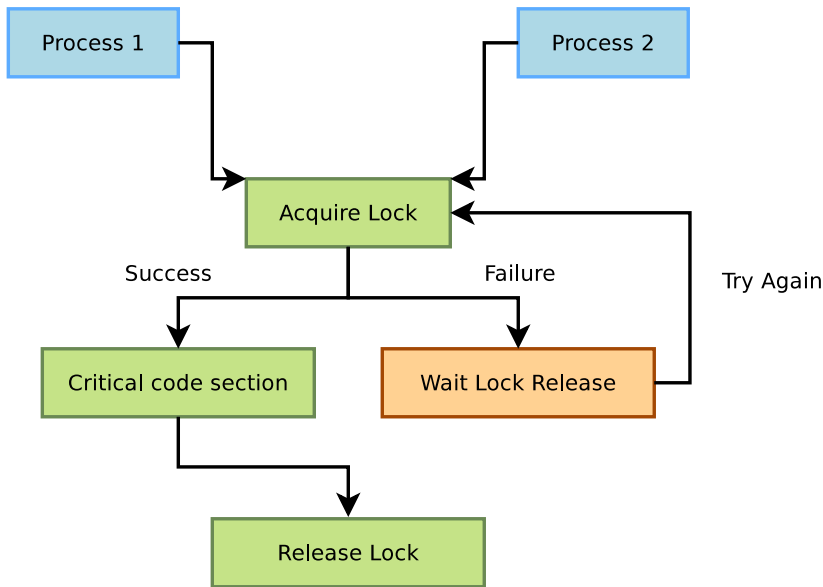 Process 1
Process 2
Acquire Lock
Success
Failure
Try Again
Critical code section
Wait Lock Release
Release Lock